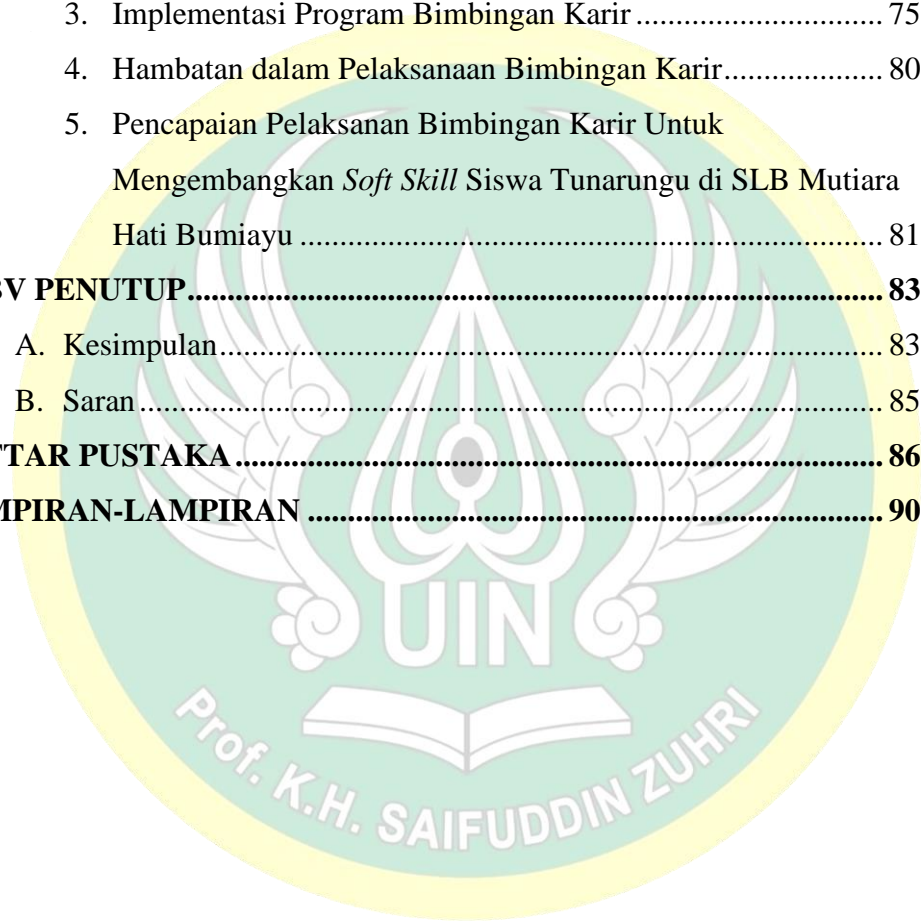 3. Implementasi Program Bimbingan Karir ............................ 75
4. Hambatan dalam Pelaksanaan Bimbingan Karir.................... 80
5. Pencapaian Pelaksanan Bimbingan Karir Untuk
Mengembangkan Soft Skill Siswa Tunarungu di SLB Mutiara
Hati Bumiayu ............................................................. 81
V PENUTUP.................................................................... 83
A. Kesimpulan................................................................ 83
B. Saran ......................................................................... 85
TAR PUSTAKA ................................................................ 86
MPIRAN-LAMPIRAN ........................................................ 90
UIN
Prof. K.H. SAIFUDDIN ZUHRI